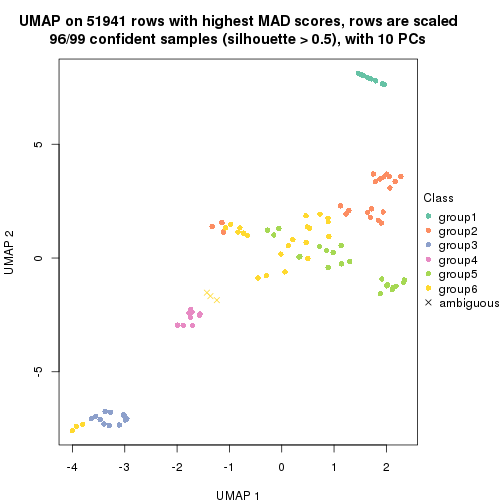 UMAP on 51941 rows with highest MAD scores, rows are scaled
96/99 confident samples (silhouette > 0.5), with 10 PCs
5
0
-5
UMAP 2
-4
-3
-2
-1
0
1
2
UMAP 1
Class
group1
group2
group3
group4
group5
group6
ambiguous